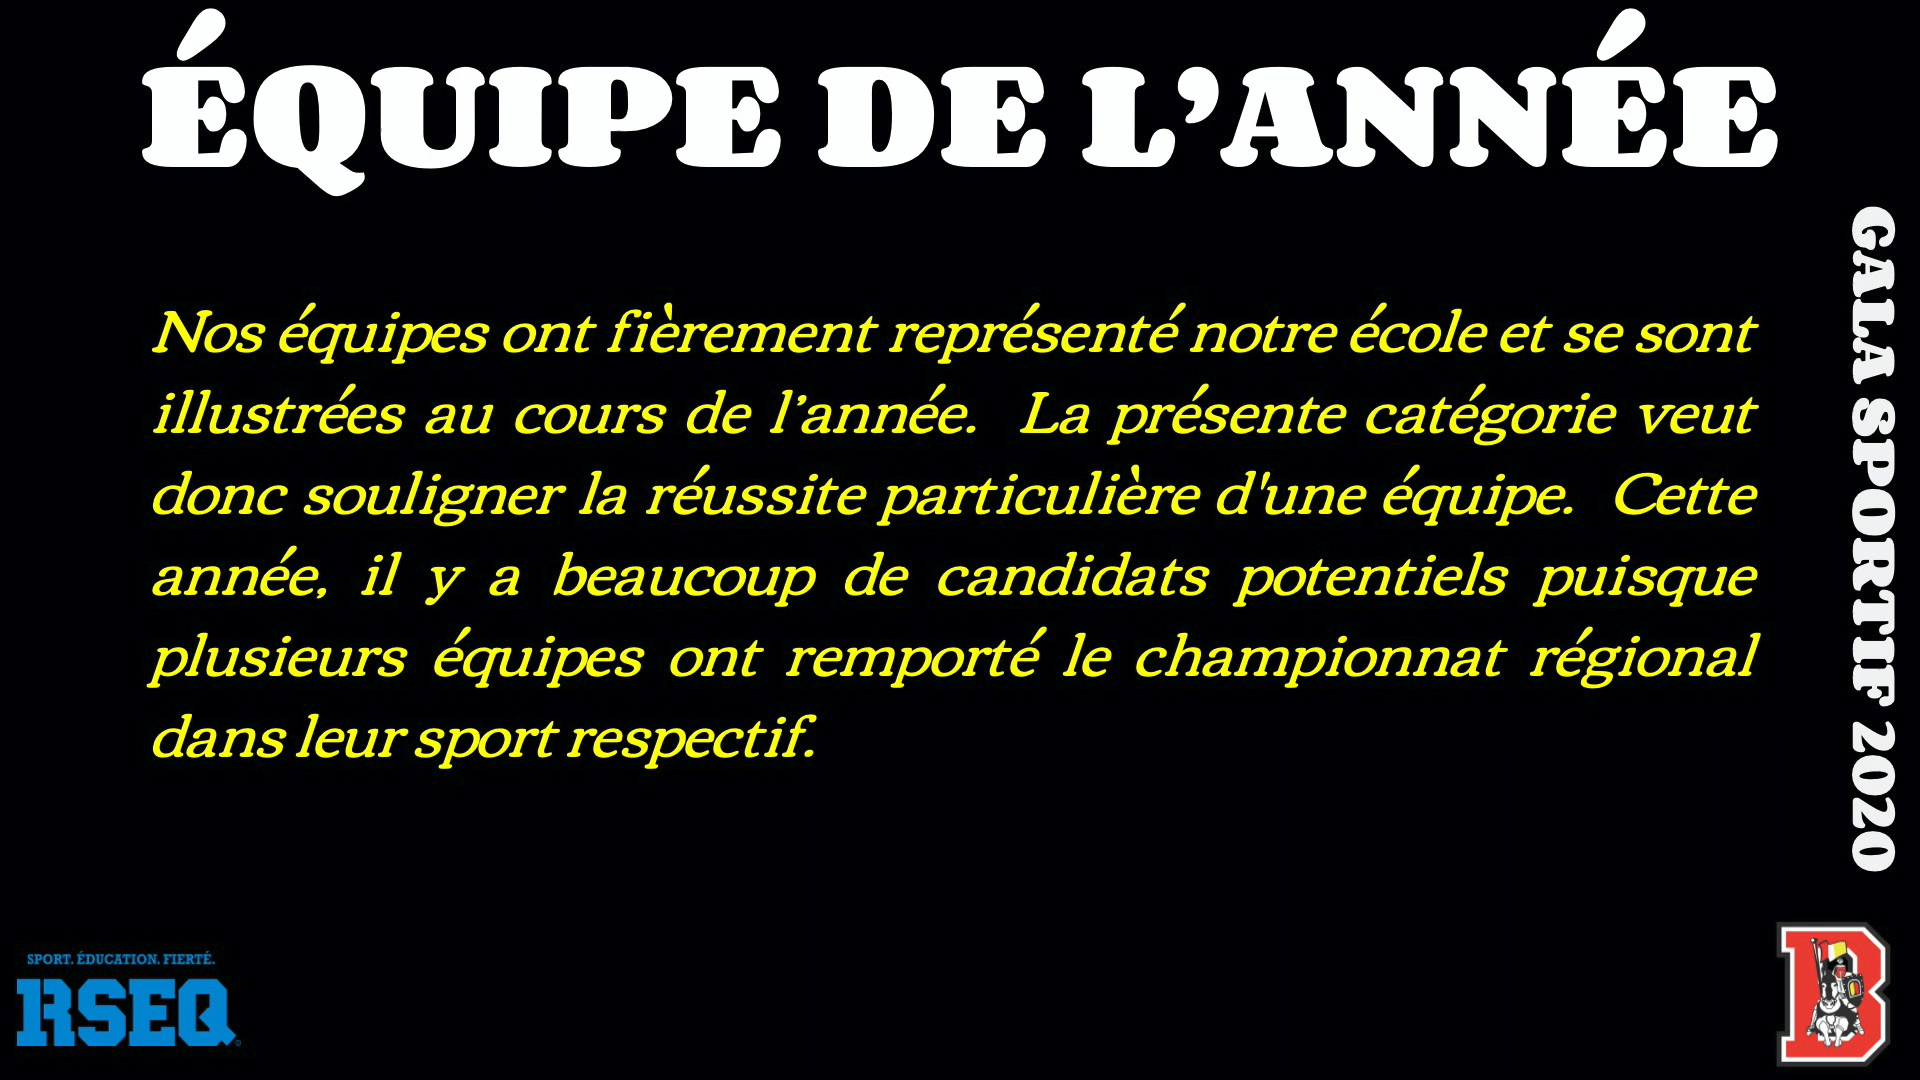 ÉQUIPE DE L’ANNÉE
Nos équipes ont fièrement représenté notre école et se sont
illustrées au cours de l’année.  La présente catégorie veut
donc souligner la réussite particulière d'une équipe.  Cette
année, il y a beaucoup de candidats potentiels puisque
plusieurs équipes ont remporté le championnat régional
dans leur sport respectif.
GALA SPORTIF 2020
SPORT. ÉDUCATION. FIERTÉ.
RSEQ
B